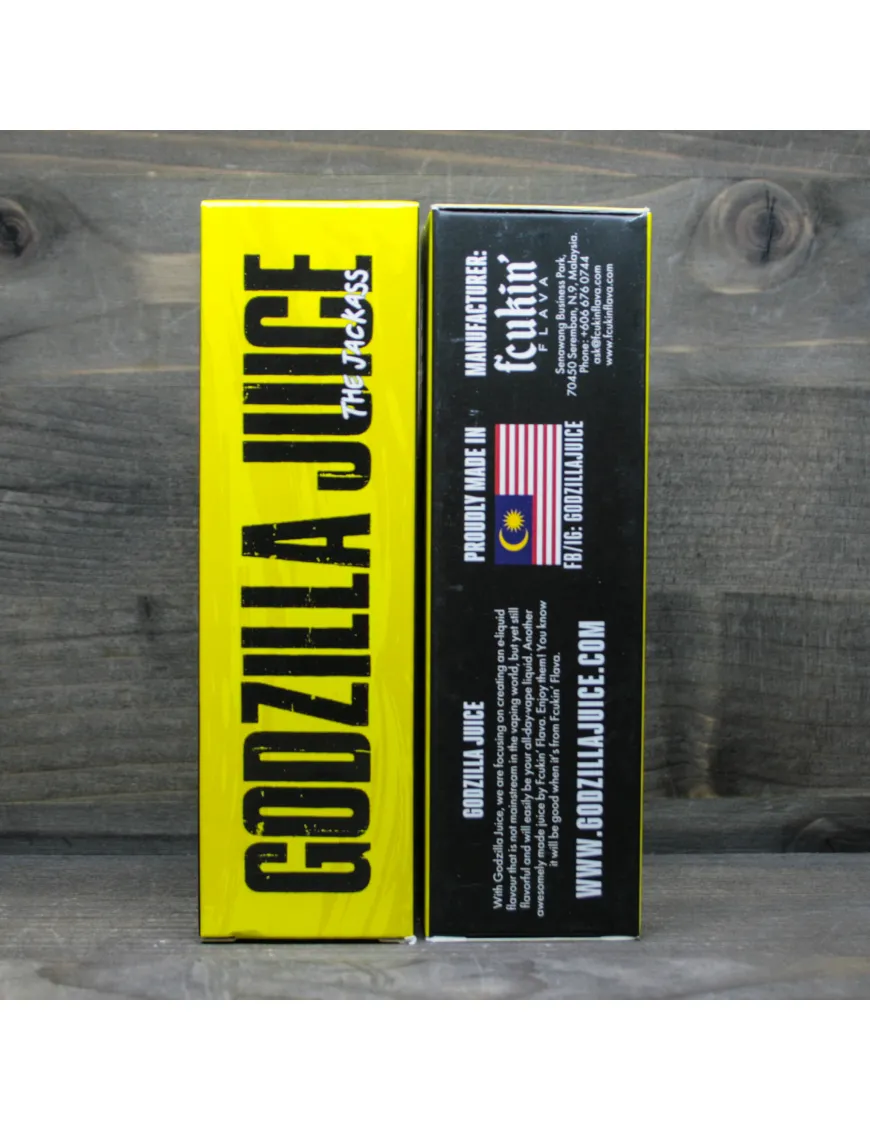 GODZILLA JUICE
THE JACKASS
GODZILLA JUICE
With Godzilla Juice, we are focusing on creating an e-liquid
flavour that is not mainstream in the vaping world, but yet still
flavorful and will easily be your all-day-vape liquid. Another
awesomely made juice by Fcukin' Flava. Enjoy them! You know
it will be good when it's from Fcukin' Flava.
WWW.GODZILLAJUICE.COM
PROUDLY MADE IN
FB/IG: GODZILLAJUICE
MANUFACTURER:
fcukin'
FLAVA
Senawang Business Park,
70450 Seremban, N.9, Malaysia.
Phone: +606 676 0744
ask@fcukinflava.com
www.fcukinflava.com